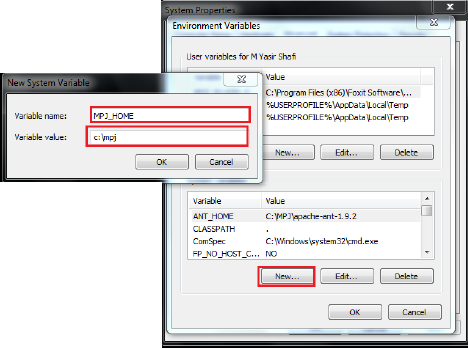 System Properties
Environment Variables
User variables for M Yasir Shafi
Value
C:\Program Files (x86)\Foxit Software\...
%USERPROFILE%\AppData\Local\Temp
%USERPROFILE%\AppData\Local\Temp
New...
Edit...
Delete
New System Variable
Variable name:
MPJ_HOME
Variable value:
c:\mpj
OK
Cancel
Variable
Value
ANT_HOME
C:\MPJ\apache-ant-1.9.2
CLASSPATH
.
ComSpec
C:\Windows\system32\cmd.exe
FP_NO_HOST_C...
NO
New...
Edit...
Delete
OK
Cancel